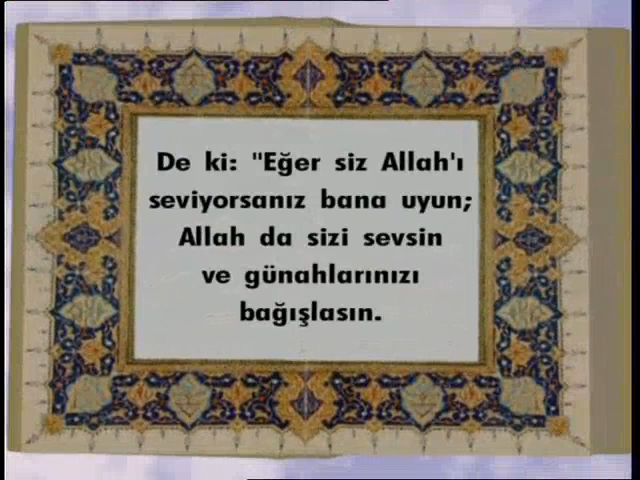 De ki: "Eğer siz Allah'ı
seviyorsanız bana uyun;
Allah da sizi sevsin
ve günahlarınızı
bağışlasın.